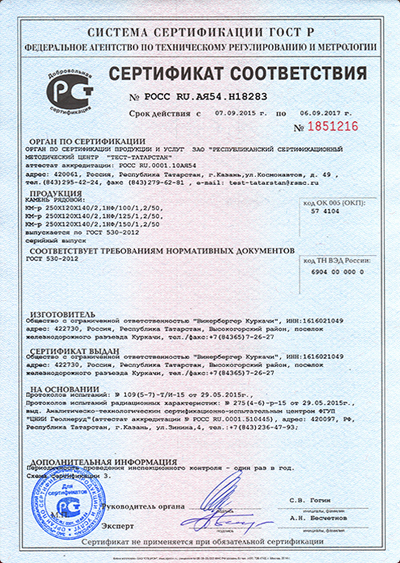 СИСТЕМА СЕРТИФИКАЦИИ ГОСТ Р
ФЕДЕРАЛЬНОЕ АГЕНТСТВО ПО ТЕХНИЧЕСКОМУ РЕГУЛИРОВАНИЮ И МЕТРОЛОГИИ
Добровольная
сертификация
СЕРТИФИКАТ СООТВЕТСТВИЯ
№ РОСС RU.АЯ54.Н18283
Срок действия с 07.09.2015 г. по 06.09.2017 г.
№ 1851216
ОРГАН ПО СЕРТИФИКАЦИИ
ОРГАН ПО СЕРТИФИКАЦИИ ПРОДУКЦИИ И УСЛУГ ЗАО "РЕСПУБЛИКАНСКИЙ СЕРТИФИКАЦИОННЫЙ
МЕТОДИЧЕСКИЙ ЦЕНТР "ТЕСТ-ТАТАРСТАН"
аттестат аккредитации: РОСС RU.0001.10АЯ54
адрес: 420061, Россия, Республика Татарстан, г.Казань,ул.Космонавтов, д. 49 ,
тел.(843)295-42-24, факс (843)279-62-81 , e-mail: test-tatarstan@rsmc.ru
ПРОДУКЦИЯ
КАМЕНЬ РЯДОВОЙ:
КМ-р 250Х120Х140/2,1НФ/100/1,2/50,
КМ-р 250Х120Х140/2,1НФ/125/1,2/50,
КМ-р 250Х120Х140/2,1НФ/150/1,2/50
выпускается по ГОСТ 530-2012
серийный выпуск
код ОК 005 (ОКП):
57 4104
СООТВЕТСТВУЕТ ТРЕБОВАНИЯМ НОРМАТИВНЫХ ДОКУМЕНТОВ
ГОСТ 530-2012
код ТН ВЭД России:
6904 00 000 0
ИЗГОТОВИТЕЛЬ
Общество с ограниченной ответственностью "Винербергер Куркачи", ИНН:1616021049
адрес: 422730, Россия, Республика Татарстан, Высокогорский район, поселок
железнодорожного разъезда Куркачи, тел./факс:+7(84365)7-26-27
СЕРТИФИКАТ ВЫДАН
Общество с ограниченной ответственностью "Винербергер Куркачи", ИНН:1616021049
адрес: 422730, Россия, Республика Татарстан, Высокогорский район, поселок
железнодорожного разъезда Куркачи, тел./факс:+7(84365)7-26-27
НА ОСНОВАНИИ
Протоколов испытаний: № 109(5-7)-Т/И-15 от 29.05.2015г.,
Протоколов испытаний радиационных характеристик: № 275(4-6)-р-15 от 29.05.2015г.,
выд. Аналитическо-технологическим сертификационно-испытательным центром ФГУП
"ЦНИИ Геолнеруд"(аттестат аккредитации № РОСС RU.0001.510445), адрес: 420097, РФ,
Республика Татарстан, г.Казань, ул.Зинина,4, тел.:+7(843)236-47-93;
ДОПОЛНИТЕЛЬНАЯ ИНФОРМАЦИЯ
Периодичность проведения инспекционного контроля - один раз в год.
Схема сертификации 3.
Для
сертификатов
Руководитель органа
С.В. Гогин
Эксперт
А.Н. Бесчетнов
Сертификат не применяется при обязательной сертификации